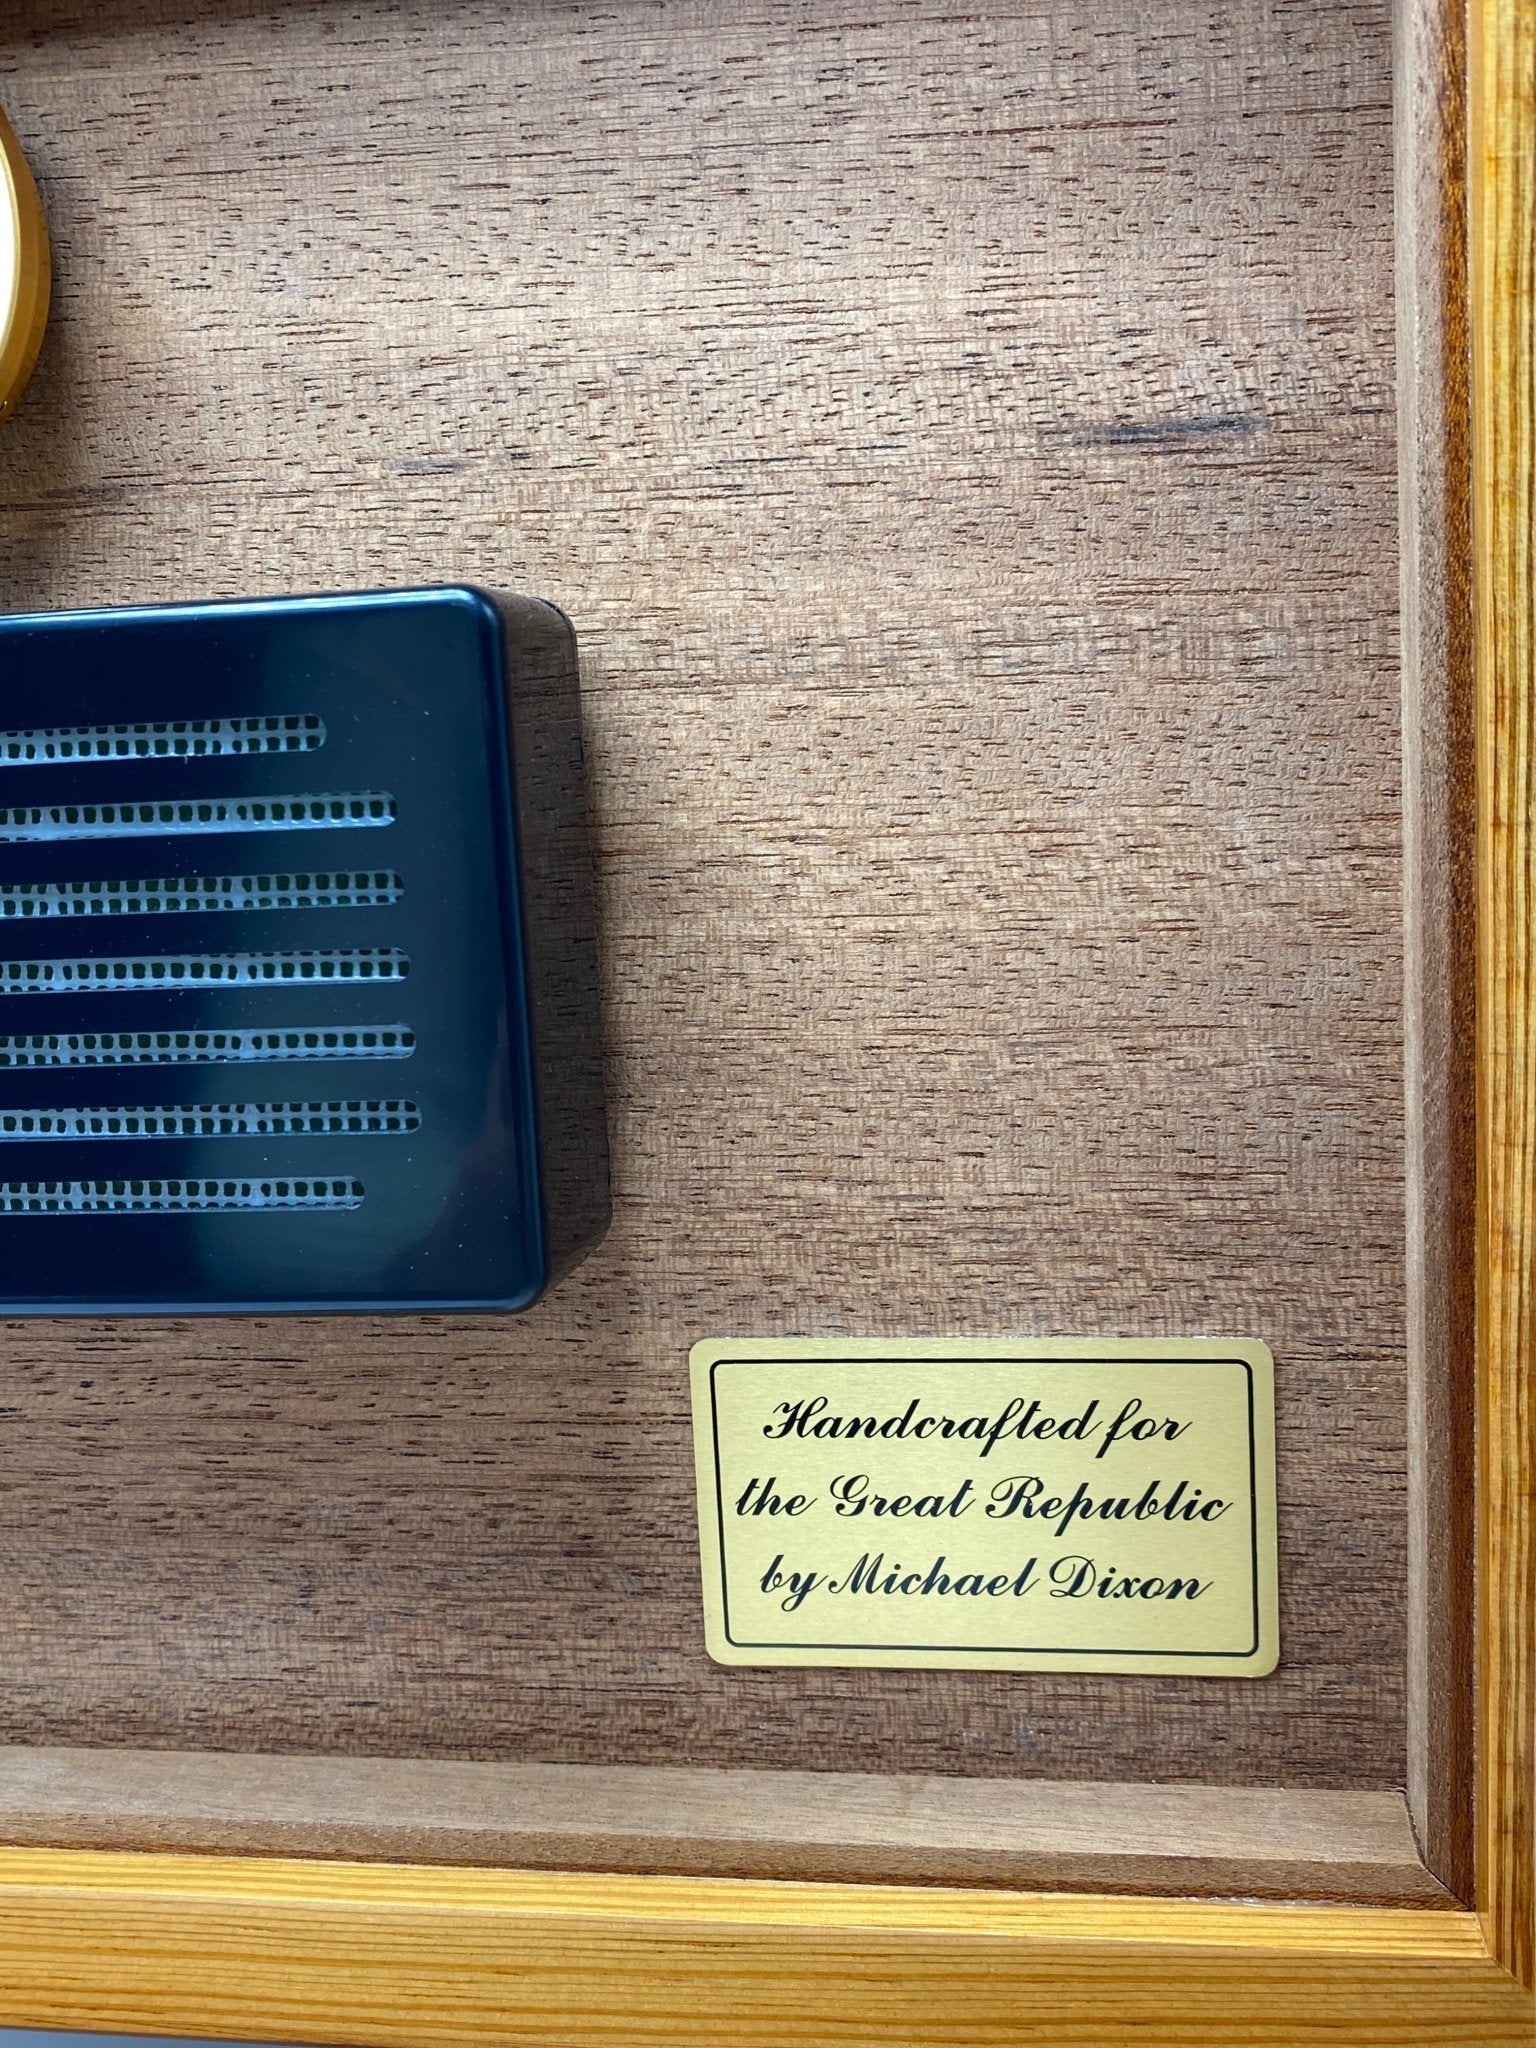 Handcrafted for
the Great Republic
by Michael Dixon